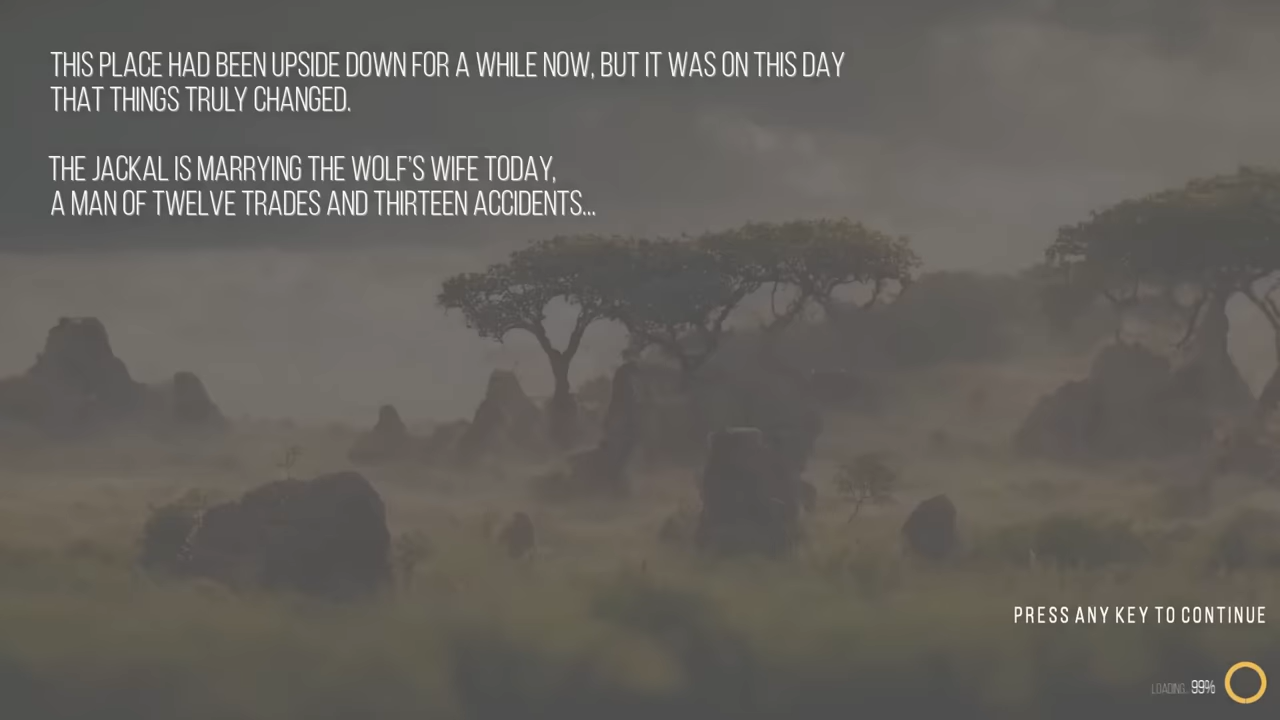 THIS PLACE HAD BEEN UPSIDE DOWN FOR A WHILE NOW, BUT IT WAS ON THIS DAY
THAT THINGS TRULY CHANGED.
THE JACKAL IS MARRYING THE WOLF'S WIFE TODAY,
A MAN OF TWELVE TRADES AND THIRTEEN ACCIDENTS...
PRESS ANY KEY TO CONTINUE
LOADING... 99%